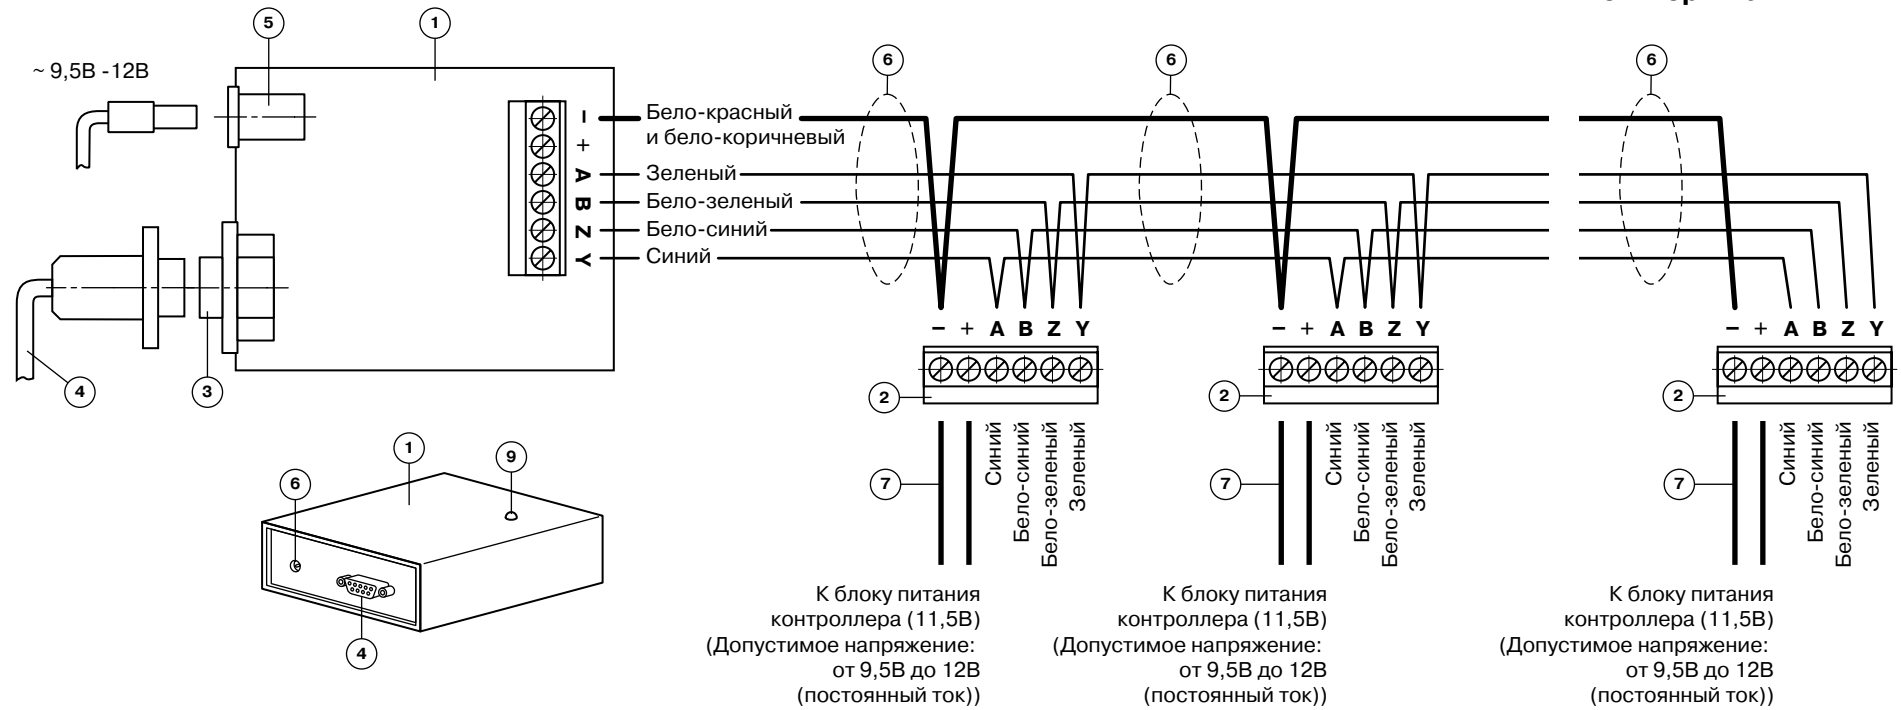 5
1
6
6
6
~ 9,5В -12В
−
+
A
B
Z
Y
Бело-красный
и бело-коричневый
Зеленый
Бело-зеленый
Бело-синий
Синий
− + A B Z Y
− + A B Z Y
− + A B Z Y
4
3
2
2
2
1
9
6
4
7
Синий
Бело-синий
Бело-зеленый
Зеленый
7
Синий
Бело-синий
Бело-зеленый
Зеленый
7
Синий
Бело-синий
Бело-зеленый
Зеленый
К блоку питания
контроллера (11,5В)
(Допустимое напряжение:
от 9,5В до 12В
(постоянный ток))
К блоку питания
контроллера (11,5В)
(Допустимое напряжение:
от 9,5В до 12В
(постоянный ток))
К блоку питания
контроллера (11,5В)
(Допустимое напряжение:
от 9,5В до 12В
(постоянный ток))